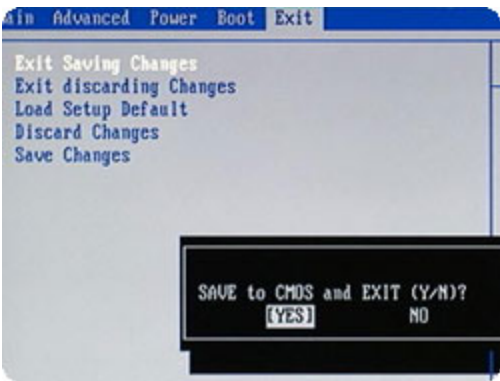 ain Advanced Power Boot Exit
Exit Saving Changes
Exit discarding Changes
Load Setup Default
Discard Changes
Save Changes
SAVE to CMOS and EXIT (Y/N)?
[YES] NO